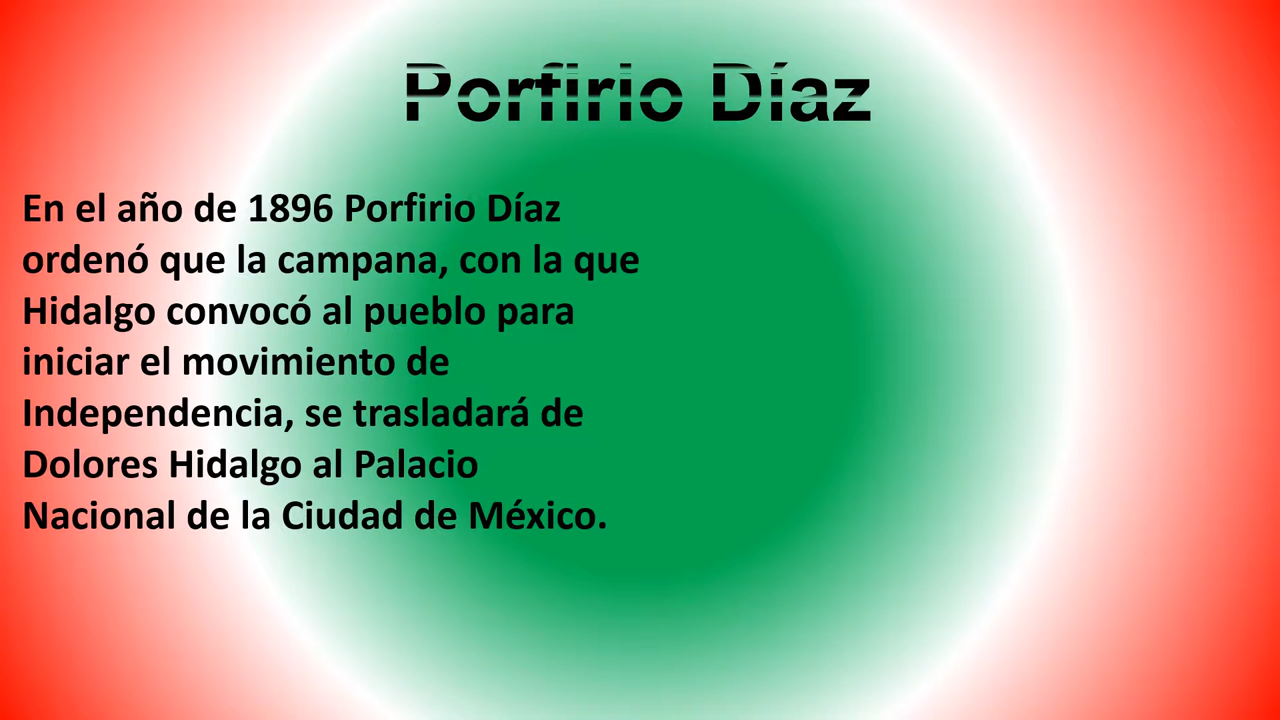 Porfirio Díaz
En el año de 1896 Porfirio Díaz
ordenó que la campana, con la que
Hidalgo convocó al pueblo para
iniciar el movimiento de
Independencia, se trasladará de
Dolores Hidalgo al Palacio
Nacional de la Ciudad de México.